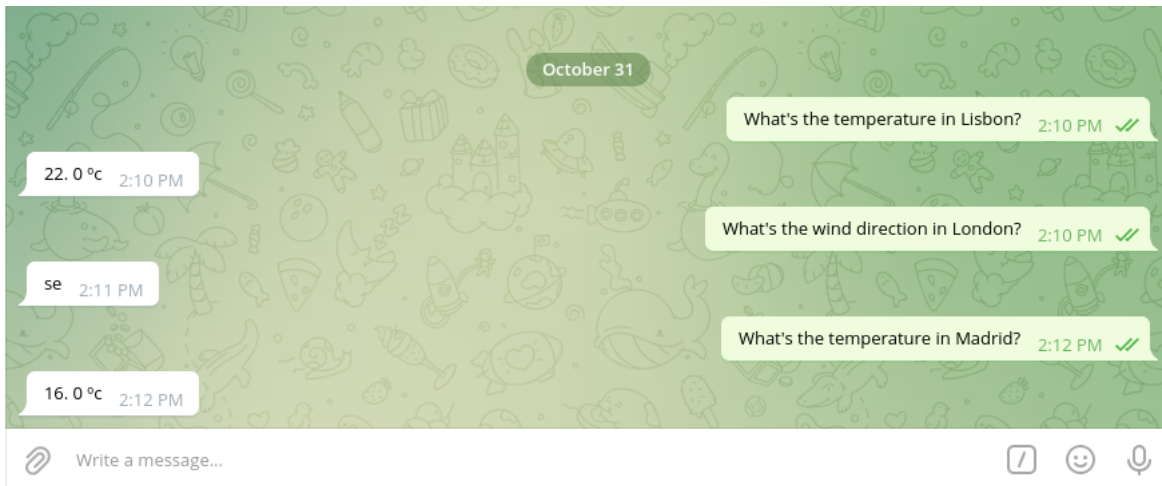 October 31
What's the temperature in Lisbon? 2:10 PM
22. 0 ºc 2:10 PM
What's the wind direction in London? 2:10 PM
se 2:11 PM
What's the temperature in Madrid? 2:12 PM
16. 0 ºc 2:12 PM
Write a message...